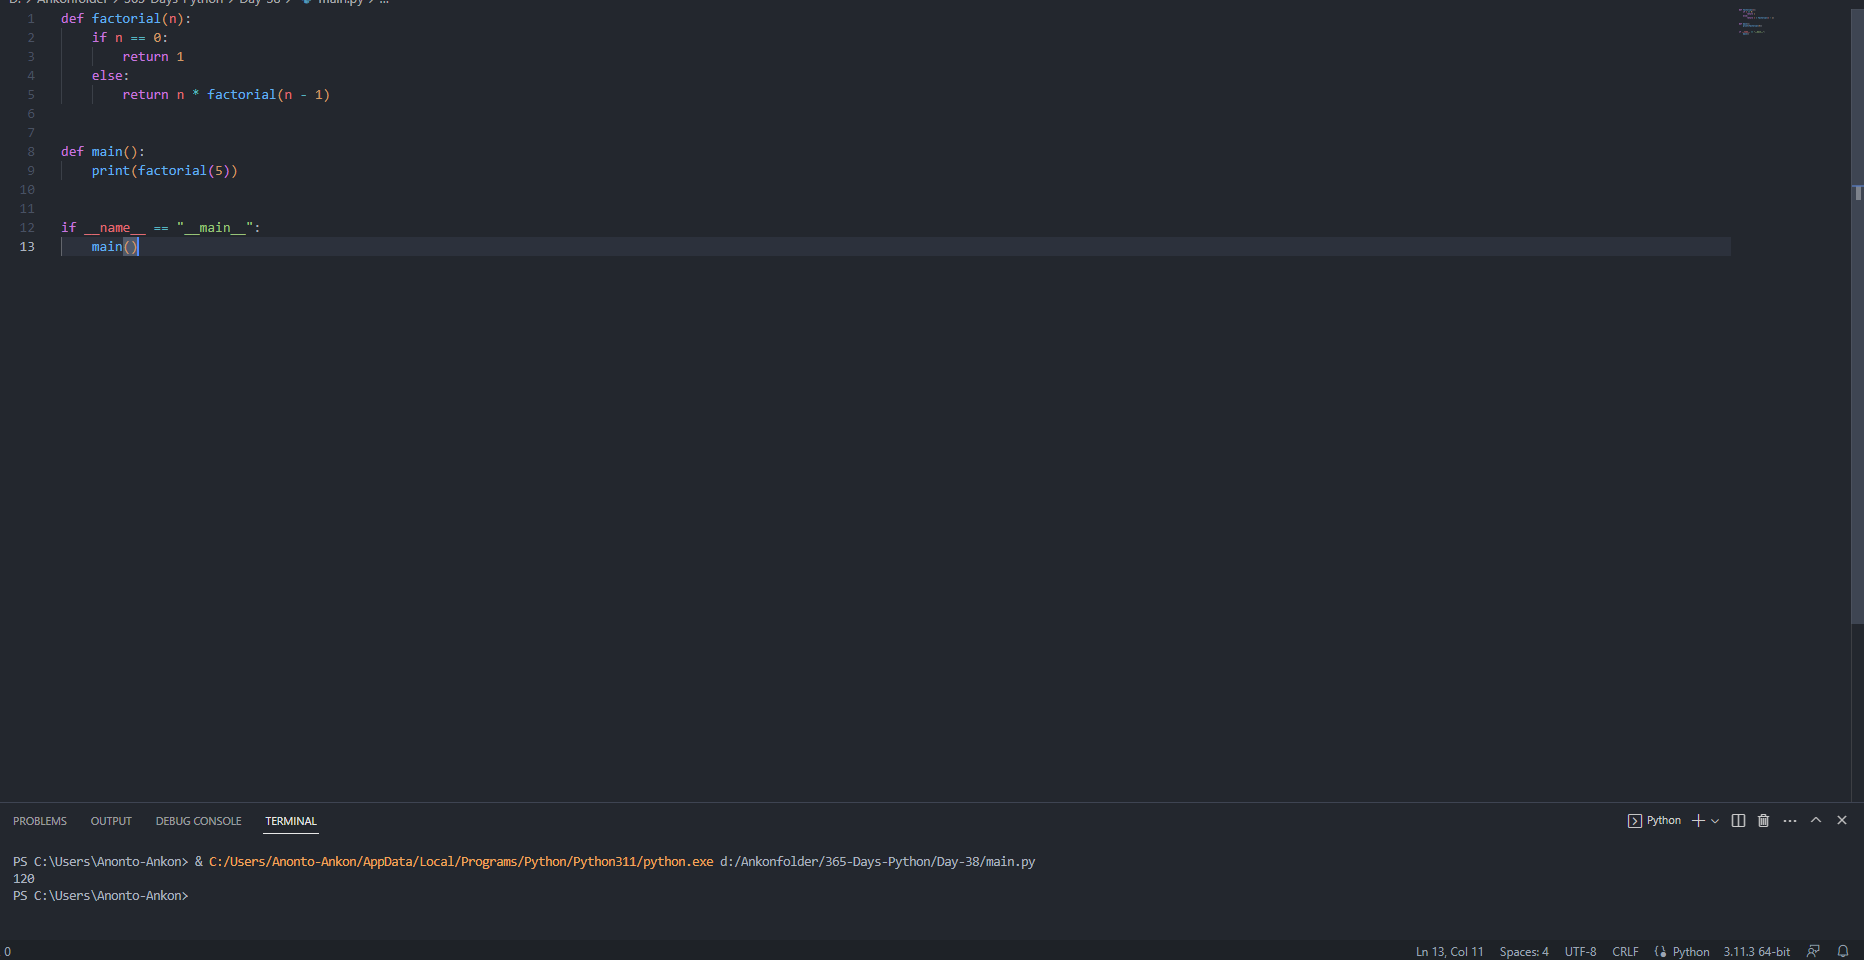 D: > Ankonfolder > 365-Days-Python > Day-38 > main.py > ...
1 def factorial(n):
2     if n == 0:
3         return 1
4     else:
5         return n * factorial(n - 1)
6
7
8 def main():
9     print(factorial(5))
10
11
12 if __name__ == "__main__":
13     main()
PROBLEMS OUTPUT DEBUG CONSOLE TERMINAL Python
PS C:\Users\Anonto-Ankon> & C:/Users/Anonto-Ankon/AppData/Local/Programs/Python/Python311/python.exe d:/Ankonfolder/365-Days-Python/Day-38/main.py
120
PS C:\Users\Anonto-Ankon>
0 Ln 13, Col 11 Spaces: 4 UTF-8 CRLF Python 3.11.3 64-bit